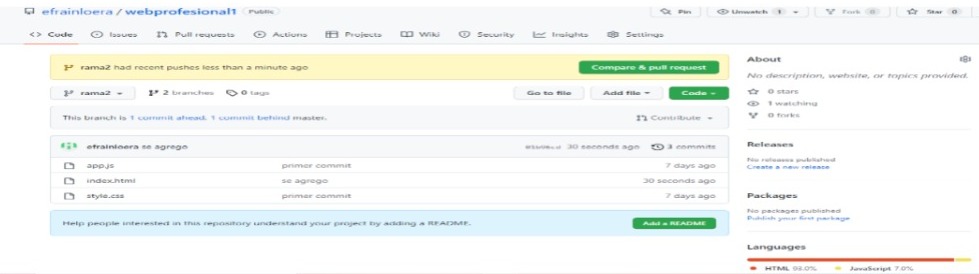 efrainloera / webprofesional1 Public
Pin Unwatch 1 Fork 0 Star 0
<> Code Issues Pull requests Actions Projects Wiki Security Insights Settings
rama2 had recent pushes less than a minute ago Compare & pull request
rama2 2 branches 0 tags Go to file Add file Code
This branch is 1 commit ahead, 1 commit behind master. Contribute
efrainloera se agrego 30 seconds ago 3 commits
app.js primer commit 7 days ago
index.html se agrego 30 seconds ago
style.css primer commit 7 days ago
Help people interested in this repository understand your project by adding a README. Add a README
About
No description, website, or topics provided.
0 stars
1 watching
0 forks
Releases
No releases published
Create a new release
Packages
No packages published
Publish your first package
Languages
HTML 93.0% JavaScript 7.0%